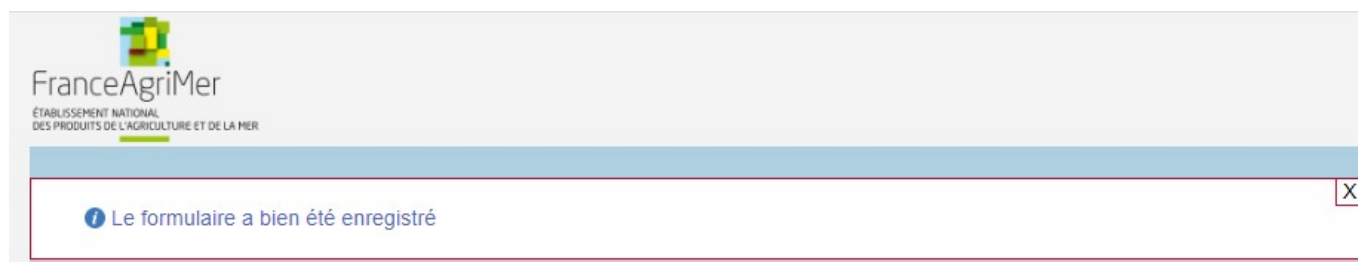 FranceAgriMer
ÉTABLISSEMENT NATIONAL
DES PRODUITS DE L'AGRICULTURE ET DE LA MER
X
Le formulaire a bien été enregistré